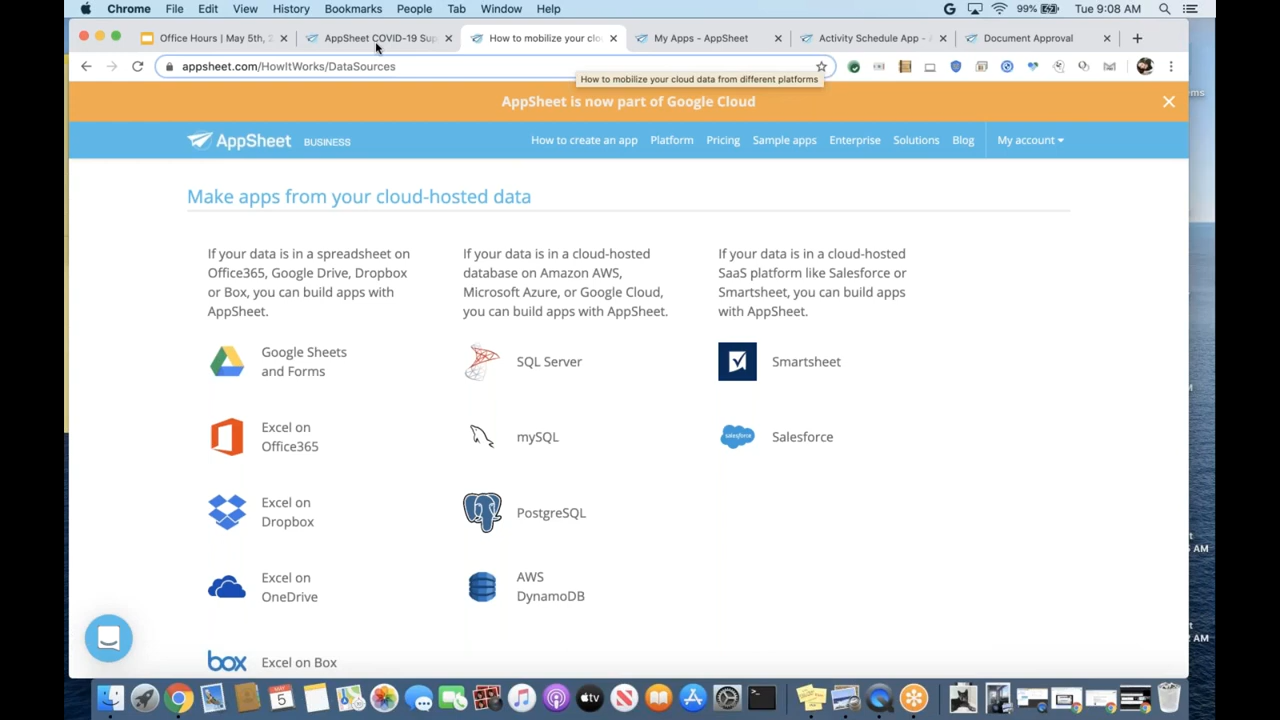 Chrome File Edit View History Bookmarks People Tab Window Help 99% Tue 9:08 AM
Office Hours | May 5th, 2 AppSheet COVID-19 Sup How to mobilize your clo My Apps - AppSheet Activity Schedule App - Document Approval
appsheet.com/HowItWorks/DataSources
How to mobilize your cloud data from different platforms
AppSheet is now part of Google Cloud
AppSheet BUSINESS How to create an app Platform Pricing Sample apps Enterprise Solutions Blog My account
Make apps from your cloud-hosted data
If your data is in a spreadsheet on
Office365, Google Drive, Dropbox
or Box, you can build apps with
AppSheet.
Google Sheets
and Forms
Excel on
Office365
Excel on
Dropbox
Excel on
OneDrive
box Excel on Box
If your data is in a cloud-hosted
database on Amazon AWS,
Microsoft Azure, or Google Cloud,
you can build apps with AppSheet.
SQL Server
mySQL
PostgreSQL
AWS
DynamoDB
If your data is in a cloud-hosted
SaaS platform like Salesforce or
Smartsheet, you can build apps
with AppSheet.
Smartsheet
salesforce Salesforce